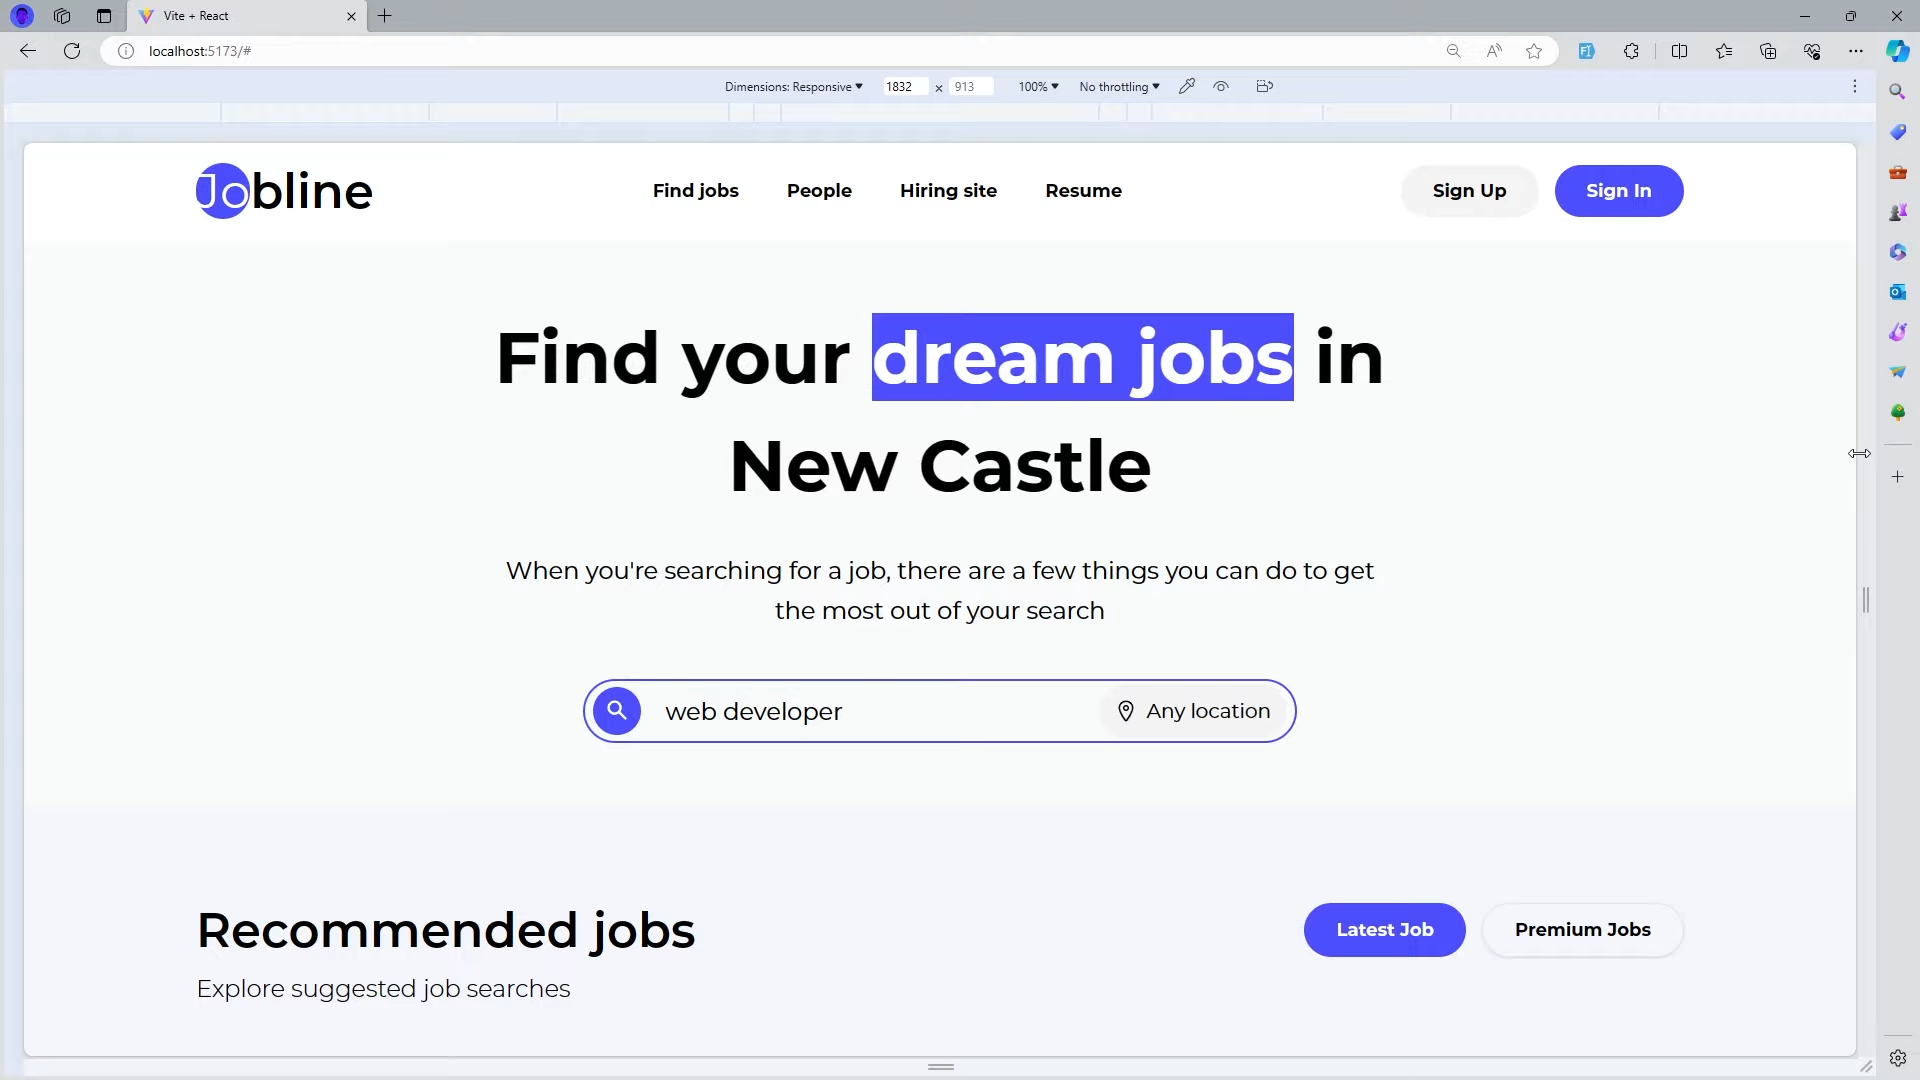 Vite + React
localhost:5173/#
Dimensions: Responsive 1832 x 913 100% No throttling
Jobline
Find jobs People Hiring site Resume
Sign Up Sign In
Find your dream jobs in
New Castle
When you're searching for a job, there are a few things you can do to get
the most out of your search
web developer Any location
Recommended jobs
Latest Job Premium Jobs
Explore suggested job searches